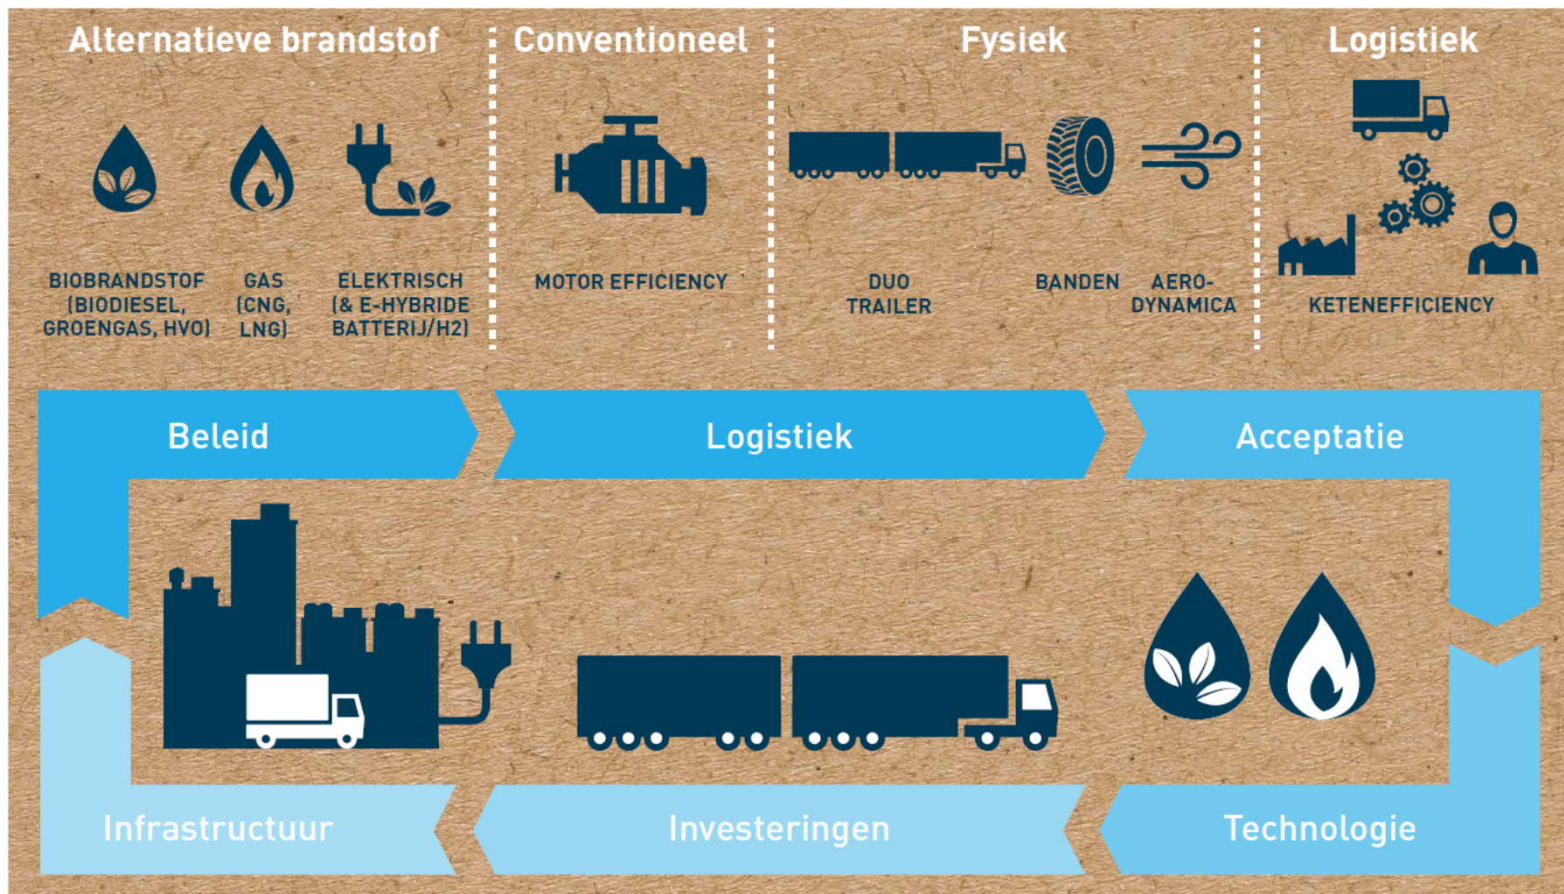 Alternatieve brandstof
Conventioneel
Fysiek
Logistiek
BIOBRANDSTOF
(BIODIESEL,
GROENGAS, HVO)
GAS
(CNG,
LNG)
ELEKTRISCH
(& E-HYBRIDE
BATTERIJ/H2)
MOTOR EFFICIENCY
DUO
TRAILER
BANDEN
AERO-
DYNAMICA
KETENEFFICIENCY
Beleid
Logistiek
Acceptatie
Infrastructuur
Investeringen
Technologie